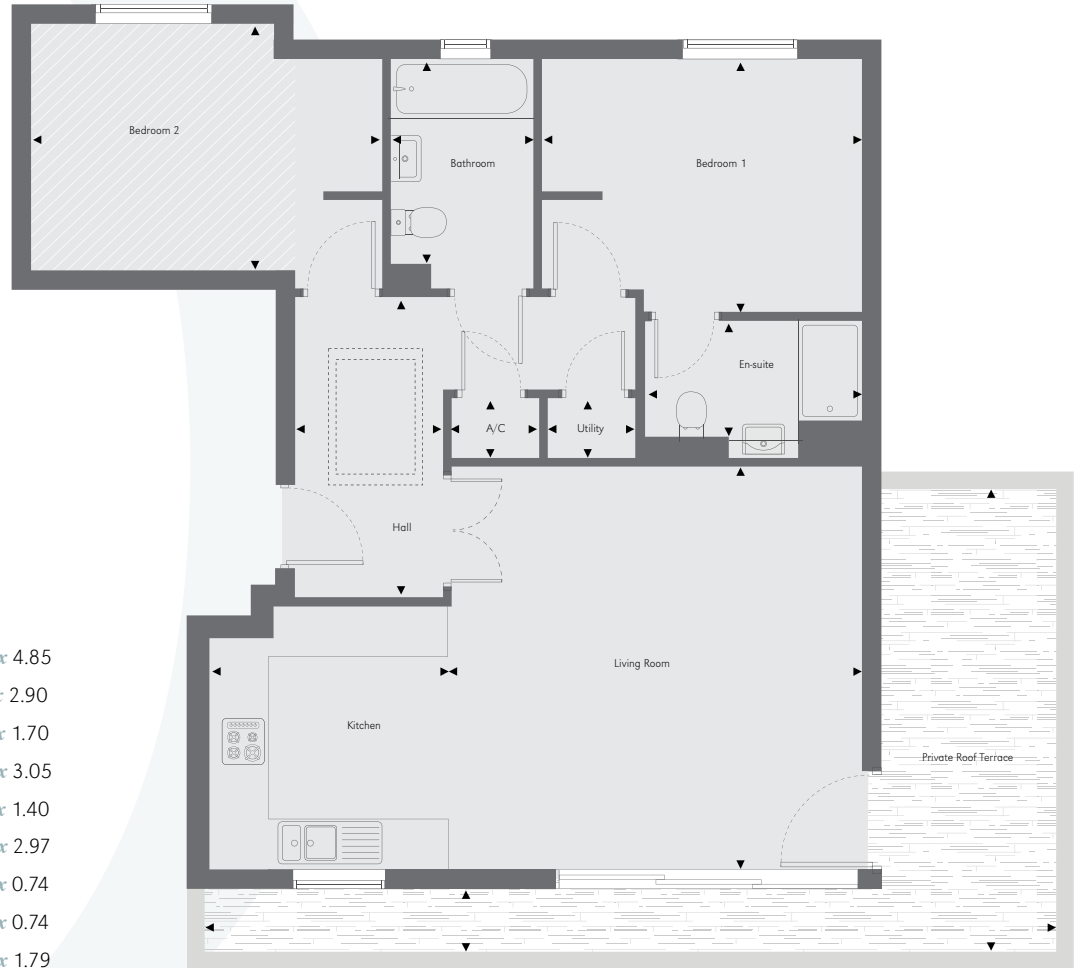 Bedroom 2
Bathroom
Bedroom 1
En-suite
A/C
Utility
Hall
Living Room
Kitchen
Private Roof Terrace
x 4.85
x 2.90
x 1.70
x 3.05
x 1.40
x 2.97
x 0.74
x 0.74
x 1.79